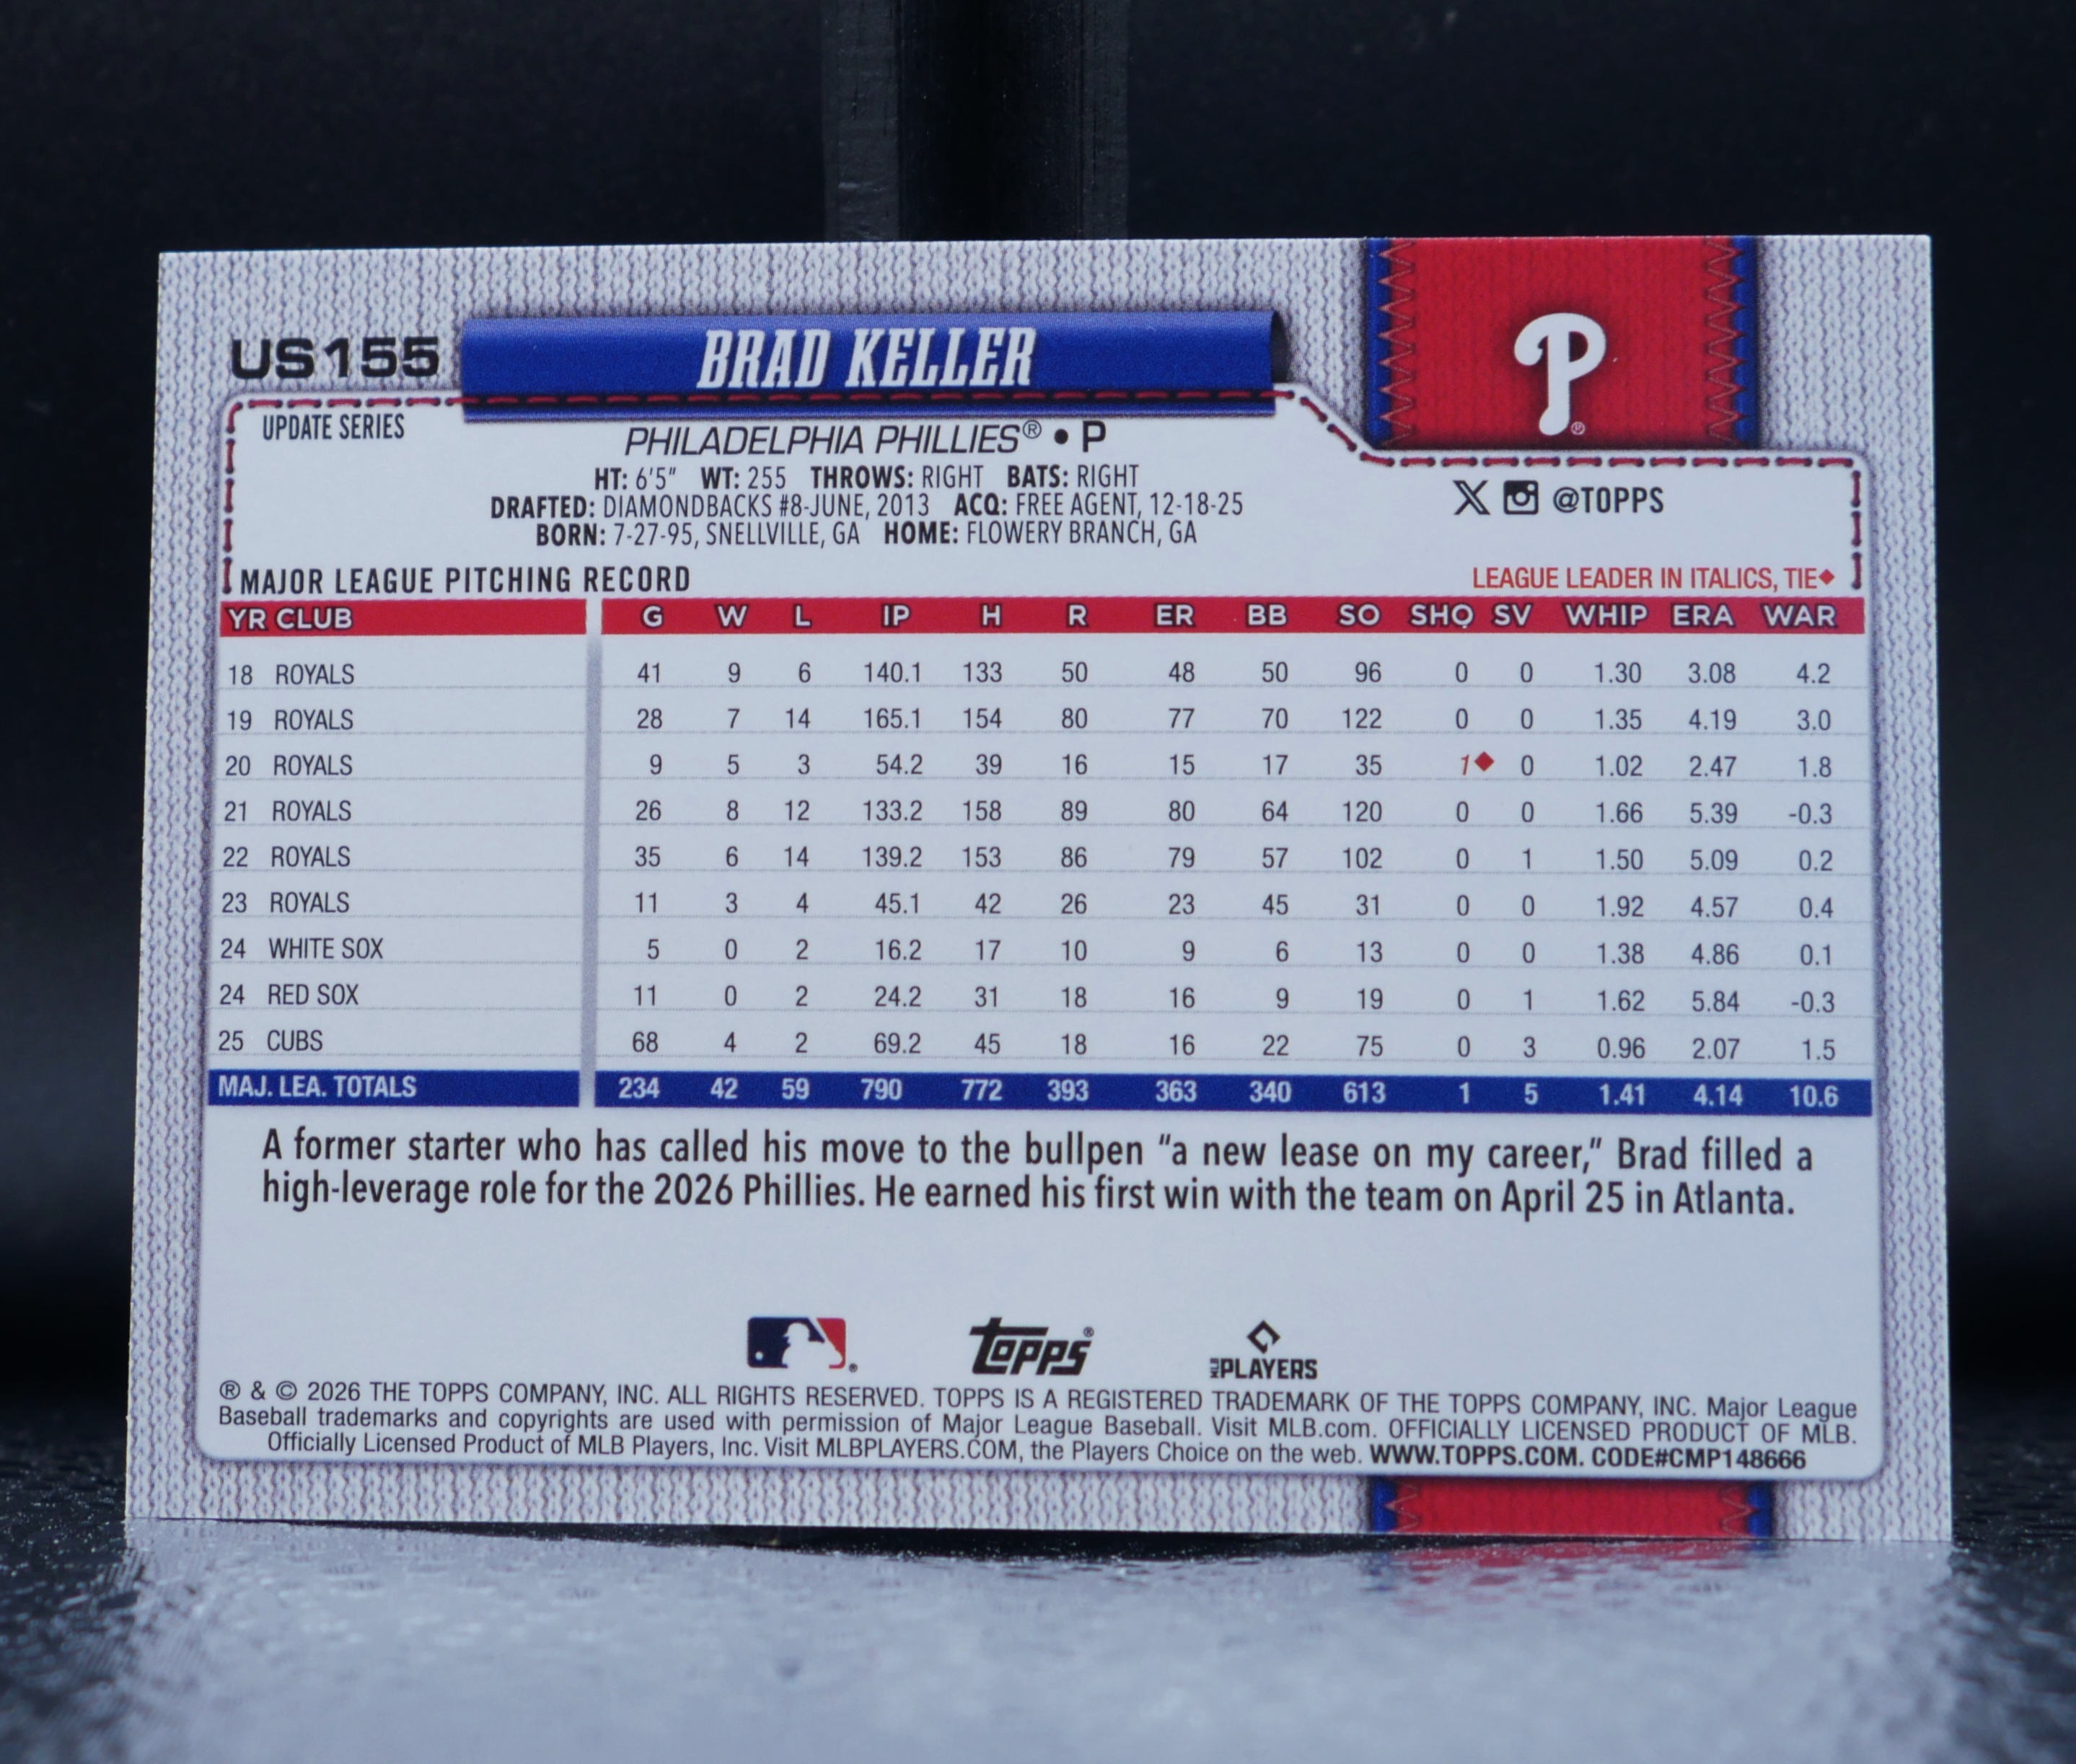 US155
BRAD KELLER
P
®
UPDATE SERIES
PHILADELPHIA PHILLIES® • P
HT: 6'5" WT: 255 THROWS: RIGHT BATS: RIGHT
DRAFTED: DIAMONDBACKS #8-JUNE, 2013 ACQ: FREE AGENT, 12-18-25
BORN: 7-27-95, SNELLVILLE, GA HOME: FLOWERY BRANCH, GA
X @TOPPS
MAJOR LEAGUE PITCHING RECORD LEAGUE LEADER IN ITALICS, TIE◆
YR CLUB G W L IP H R ER BB SO SHO SV WHIP ERA WAR
18 ROYALS 41 9 6 140.1 133 50 48 50 96 0 0 1.30 3.08 4.2
19 ROYALS 28 7 14 165.1 154 80 77 70 122 0 0 1.35 4.19 3.0
20 ROYALS 9 5 3 54.2 39 16 15 17 35 1◆ 0 1.02 2.47 1.8
21 ROYALS 26 8 12 133.2 158 89 80 64 120 0 0 1.66 5.39 -0.3
22 ROYALS 35 6 14 139.2 153 86 79 57 102 0 1 1.50 5.09 0.2
23 ROYALS 11 3 4 45.1 42 26 23 45 31 0 0 1.92 4.57 0.4
24 WHITE SOX 5 0 2 16.2 17 10 9 6 13 0 0 1.38 4.86 0.1
24 RED SOX 11 0 2 24.2 31 18 16 9 19 0 1 1.62 5.84 -0.3
25 CUBS 68 4 2 69.2 45 18 16 22 75 0 3 0.96 2.07 1.5
MAJ. LEA. TOTALS 234 42 59 790 772 393 363 340 613 1 5 1.41 4.14 10.6
A former starter who has called his move to the bullpen "a new lease on my career," Brad filled a
high-leverage role for the 2026 Phillies. He earned his first win with the team on April 25 in Atlanta.
® Topps® MLB PLAYERS
® & © 2026 THE TOPPS COMPANY, INC. ALL RIGHTS RESERVED. TOPPS IS A REGISTERED TRADEMARK OF THE TOPPS COMPANY, INC. Major League
Baseball trademarks and copyrights are used with permission of Major League Baseball. Visit MLB.com. OFFICIALLY LICENSED PRODUCT OF MLB.
Officially Licensed Product of MLB Players, Inc. Visit MLBPLAYERS.COM, the Players Choice on the web. WWW.TOPPS.COM. CODE#CMP148666